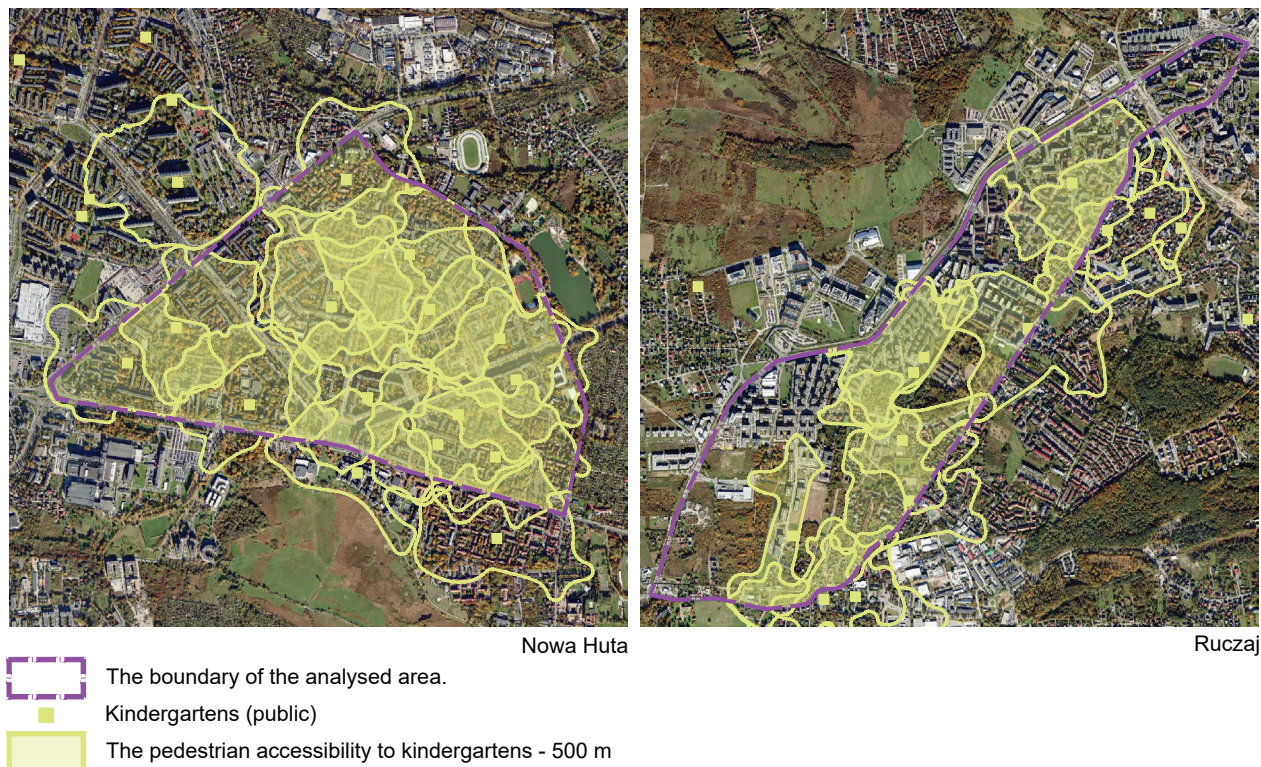 Nowa Huta
Ruczaj
The boundary of the analysed area.
Kindergartens (public)
The pedestrian accessibility to kindergartens - 500 m